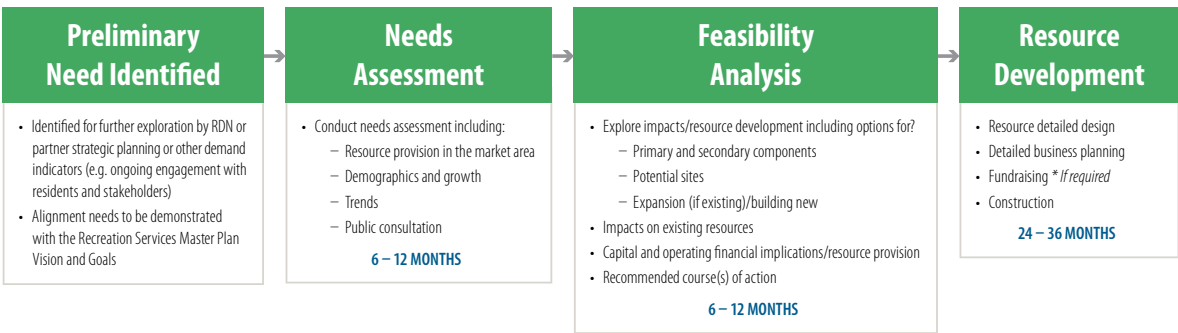 Preliminary
Need Identified
• Identified for further exploration by RDN or
partner strategic planning or other demand
indicators (e.g. ongoing engagement with
residents and stakeholders)
• Alignment needs to be demonstrated
with the Recreation Services Master Plan
Vision and Goals
Needs
Assessment
• Conduct needs assessment including:
– Resource provision in the market area
– Demographics and growth
– Trends
– Public consultation
6 – 12 MONTHS
Feasibility
Analysis
• Explore impacts/resource development including options for?
– Primary and secondary components
– Potential sites
– Expansion (if existing)/building new
• Impacts on existing resources
• Capital and operating financial implications/resource provision
• Recommended course(s) of action
6 – 12 MONTHS
Resource
Development
• Resource detailed design
• Detailed business planning
• Fundraising * If required
• Construction
24 – 36 MONTHS